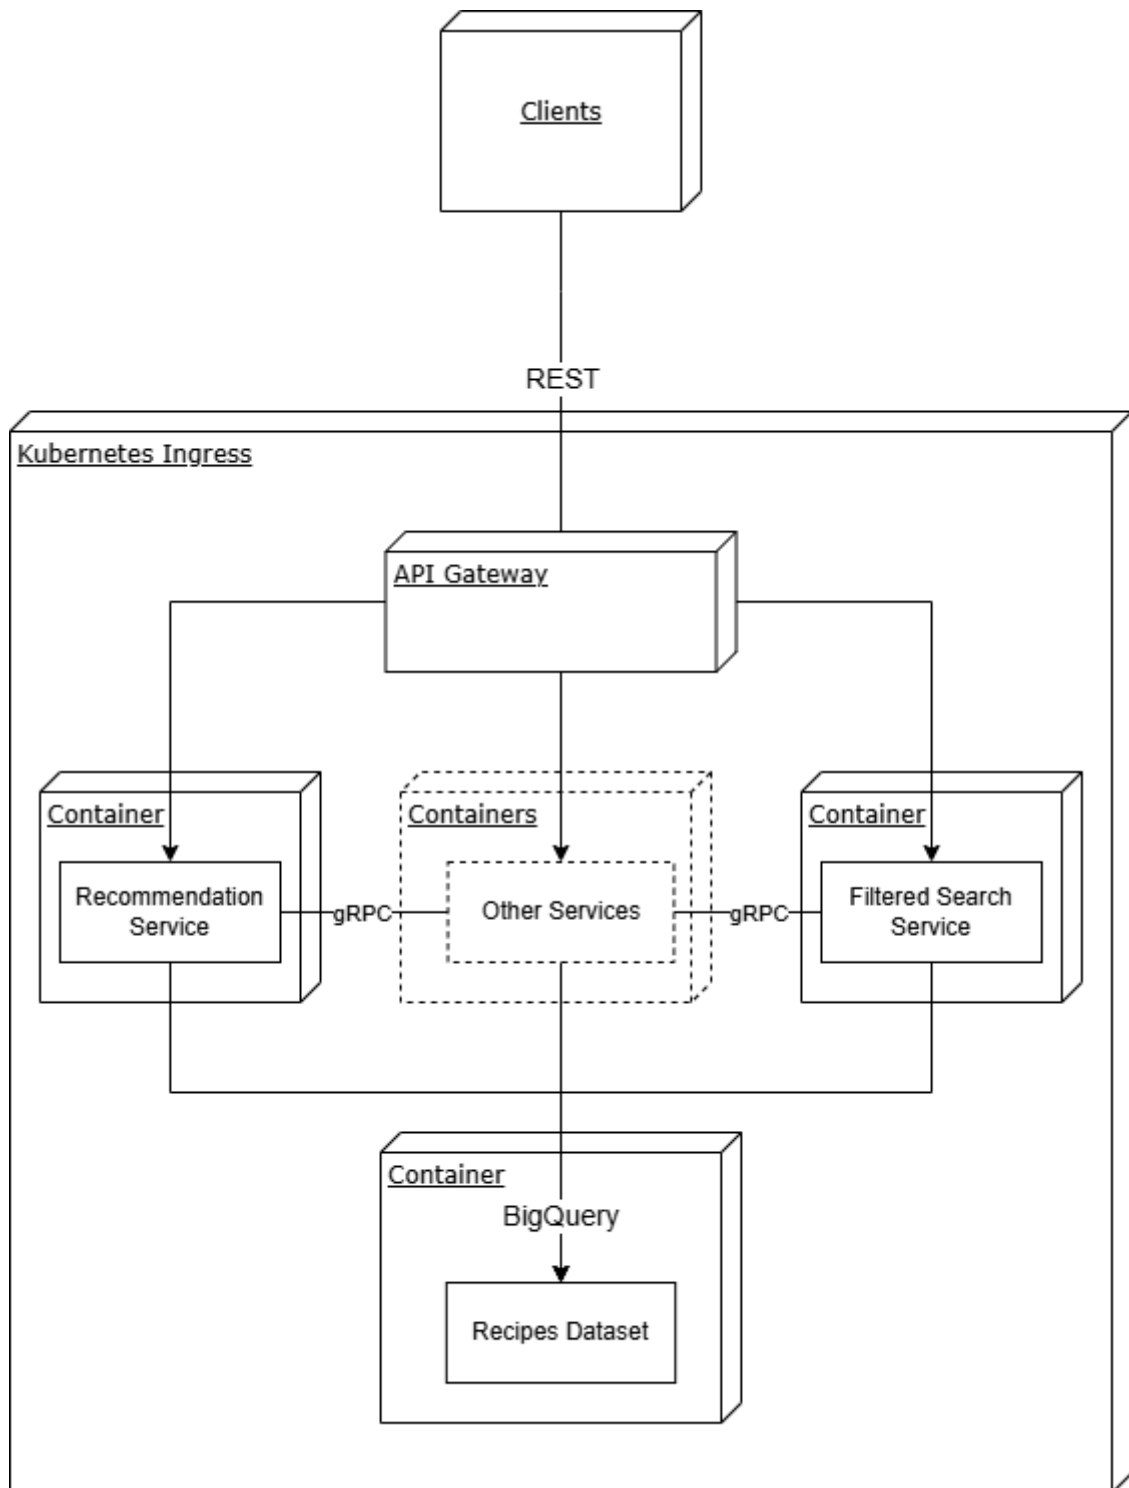 Clients
REST
Kubernetes Ingress
API Gateway
Container
Containers
Container
Recommendation
Service
gRPC
Other Services
gRPC
Filtered Search
Service
Container
BigQuery
Recipes Dataset